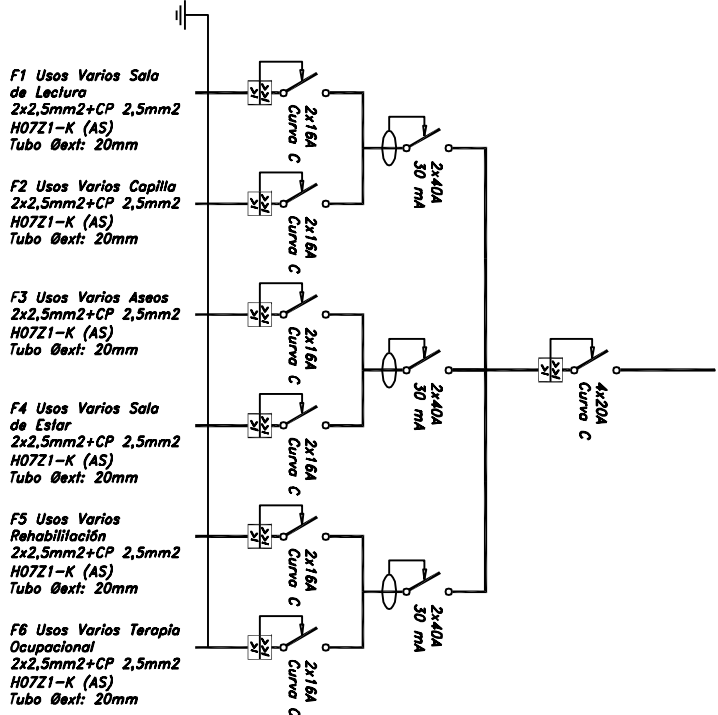 F1 Usos Varios Sala
de Lectura
2x2,5mm2+CP 2,5mm2
H07Z1-K (AS)
Tubo Øext: 20mm
2x16A
Curva C
F2 Usos Varios Capilla
2x2,5mm2+CP 2,5mm2
H07Z1-K (AS)
Tubo Øext: 20mm
2x16A
Curva C
2x40A
30 mA
F3 Usos Varios Aseos
2x2,5mm2+CP 2,5mm2
H07Z1-K (AS)
Tubo Øext: 20mm
2x16A
Curva C
F4 Usos Varios Sala
de Estar
2x2,5mm2+CP 2,5mm2
H07Z1-K (AS)
Tubo Øext: 20mm
2x16A
Curva C
2x40A
30 mA
4x20A
Curva C
F5 Usos Varios
Rehabililación
2x2,5mm2+CP 2,5mm2
H07Z1-K (AS)
Tubo Øext: 20mm
2x16A
Curva C
F6 Usos Varios Terapia
Ocupacional
2x2,5mm2+CP 2,5mm2
H07Z1-K (AS)
Tubo Øext: 20mm
2x16A
Curva C
2x40A
30 mA